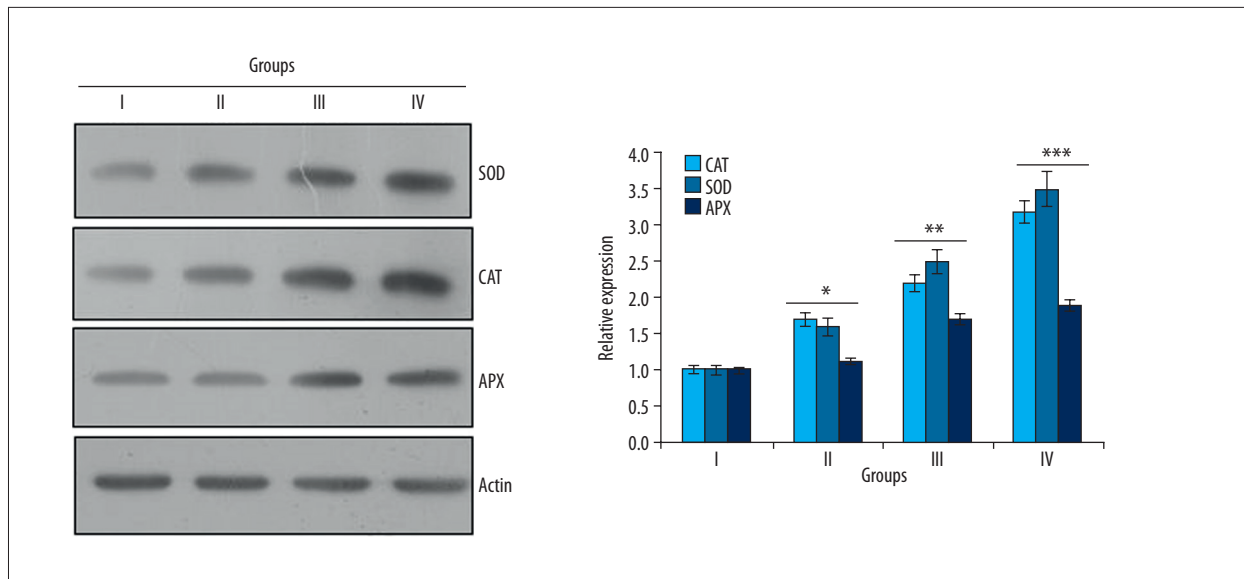 Groups
I II III IV
SOD
CAT
APX
Actin
Relative expression
4.0
3.5
3.0
2.5
2.0
1.5
1.0
0.5
0.0
CAT
SOD
APX
*
**
***
I II III IV
Groups